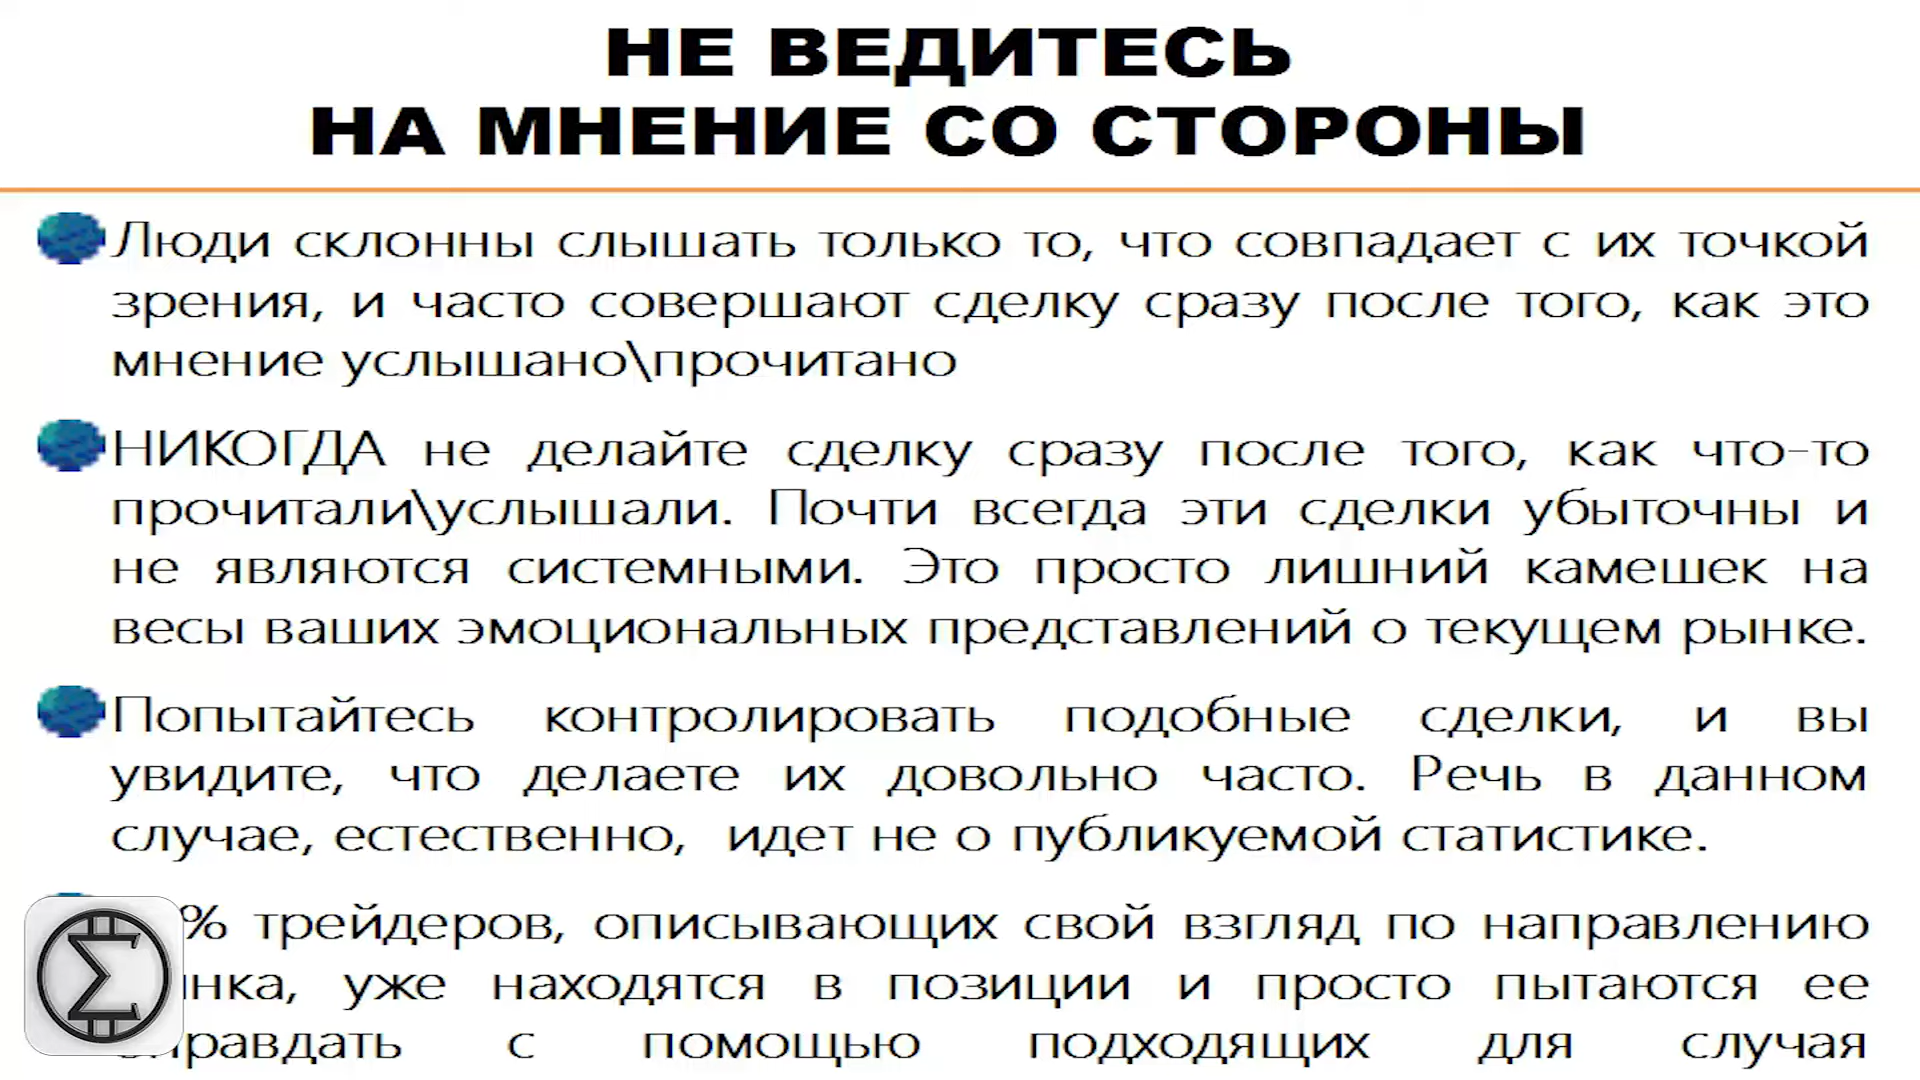 НЕ ВЕДИТЕСЬ
НА МНЕНИЕ СО СТОРОНЫ
Люди склонны слышать только то, что совпадает с их точкой
зрения, и часто совершают сделку сразу после того, как это
мнение услышано\прочитано
НИКОГДА не делайте сделку сразу после того, как что-то
прочитали\услышали. Почти всегда эти сделки убыточны и
не являются системными. Это просто лишний камешек на
весы ваших эмоциональных представлений о текущем рынке.
Попытайтесь контролировать подобные сделки, и вы
увидите, что делаете их довольно часто. Речь в данном
случае, естественно, идет не о публикуемой статистике.
% трейдеров, описывающих свой взгляд по направлению
уже находятся в позиции и просто пытаются ее
с помощью подходящих для случая